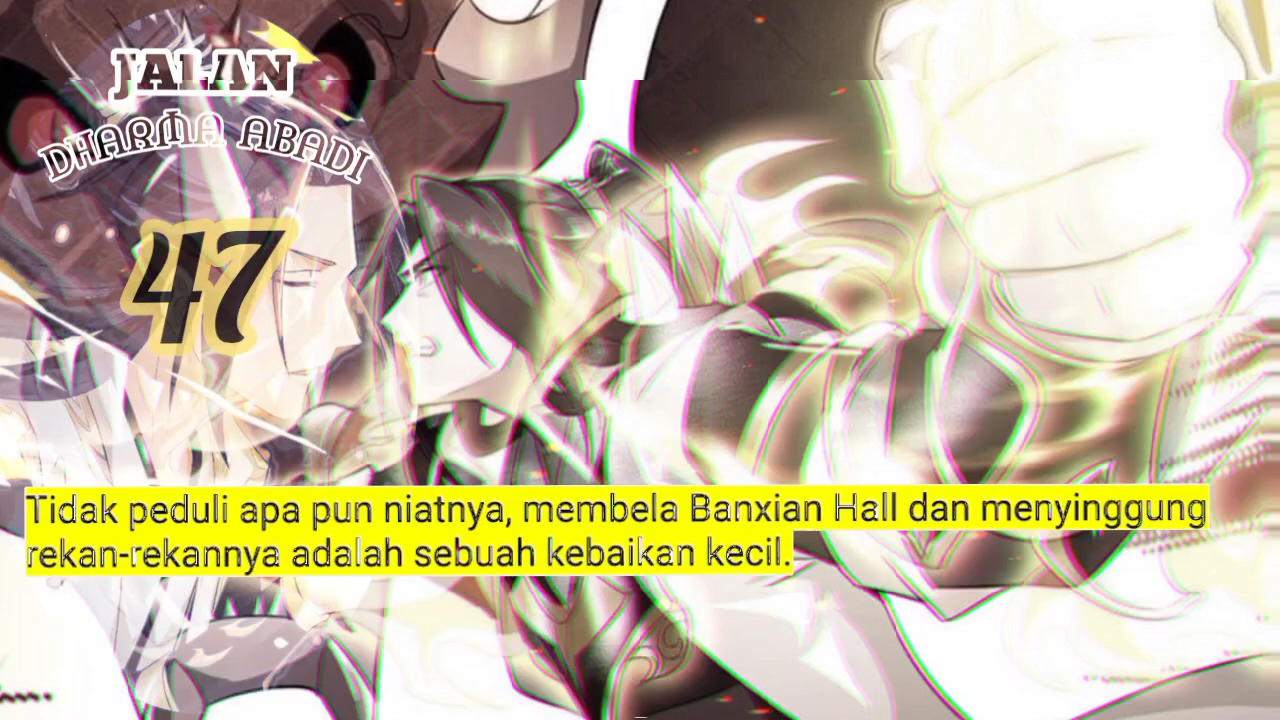 JALAN
DHARMA ABADI
47
Tidak peduli apa pun niatnya, membela Banxian Hall dan menyinggung
rekan-rekannya adalah sebuah kebaikan kecil.